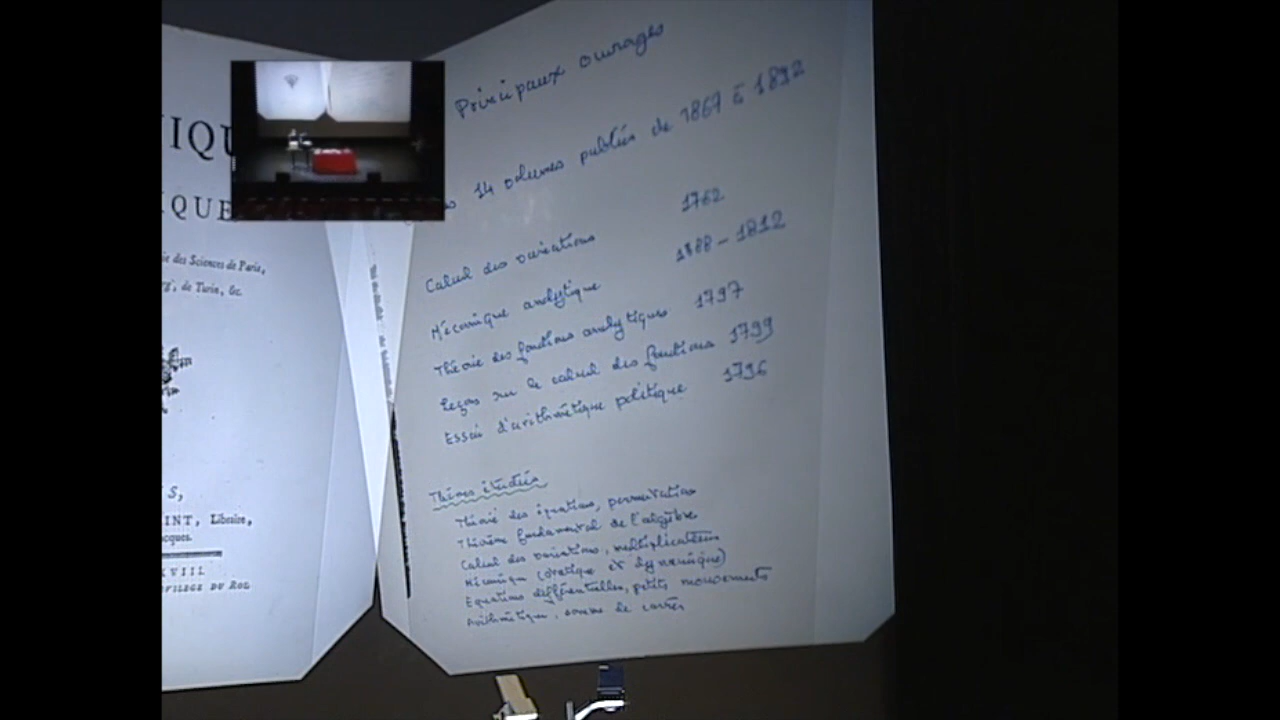 IQU
IQUE
ie des Sciences de Paris,
de Turin, &c.
S,
INT, Libraire,
acques.
XVIII.
VILEGE DU ROI
Principaux ouvrages
14 volumes publiés de 1867 à 1892
Calcul des variations 1762
Mécanique analytique 1788 - 1812
Théorie des fonctions analytiques 1797
Leçons sur le calcul des fonctions 1799
Essai d'arithmétique politique 1796
Thèmes étudiés
Théorie des équations, permutations
Théorème fondamental de l'algèbre
Calcul des variations, multiplicateurs
Mécanique (statique et dynamique)
Equations différentielles, petits mouvements
Arithmétique, somme de carrés